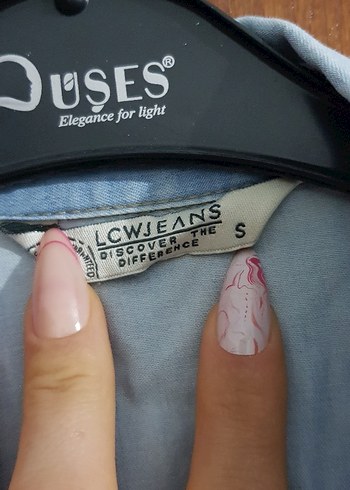 OUSES®
Elegance for light
LCWJEANS S
DISCOVER THE
DIFFERENCE